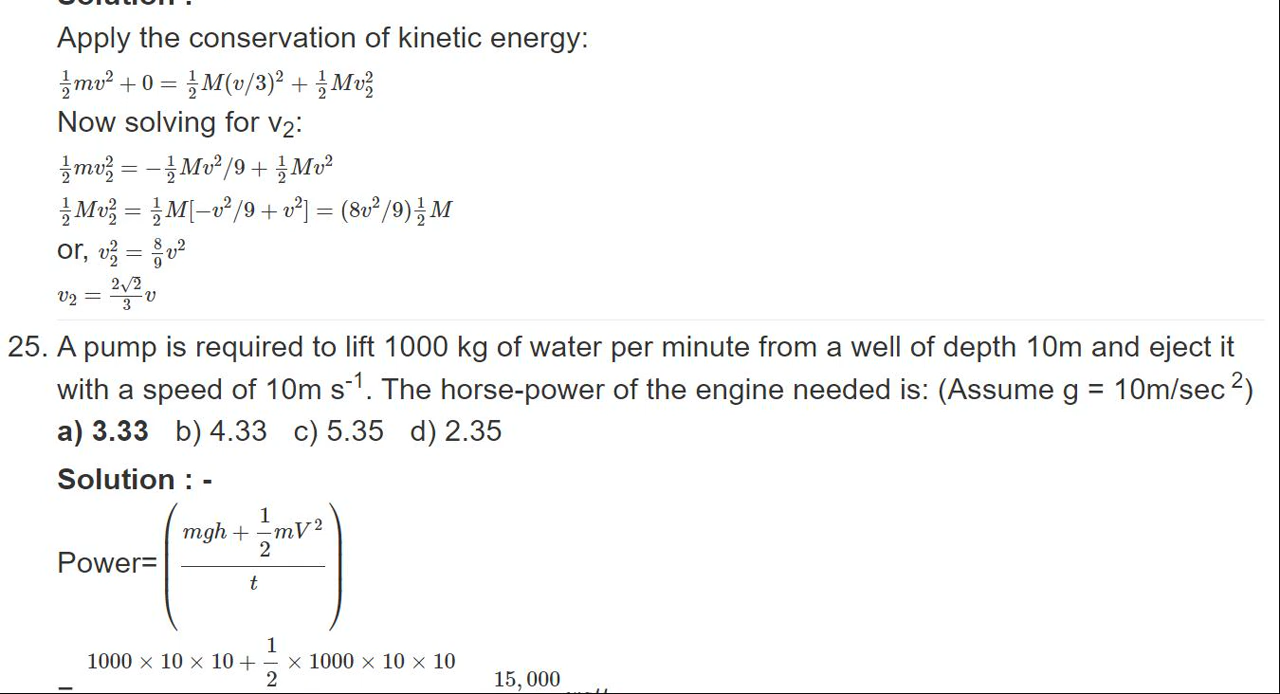 Solution :
Apply the conservation of kinetic energy:
½mv² + 0 = ½M(v/3)² + ½Mv₂²
Now solving for v₂:
½mv₂² = −½Mv²/9 + ½Mv²
½Mv₂² = ½M[−v²/9 + v²] = (8v²/9)½M
or, v₂² = 8/9 v²
v₂ = 2√2/3 v
25. A pump is required to lift 1000 kg of water per minute from a well of depth 10m and eject it
with a speed of 10m s⁻¹. The horse-power of the engine needed is: (Assume g = 10m/sec ²)
a) 3.33 b) 4.33 c) 5.35 d) 2.35
Solution : -
Power= ( (mgh + 1/2 mV²) / t )
= 1000 × 10 × 10 + 1/2 × 1000 × 10 × 10 15,000